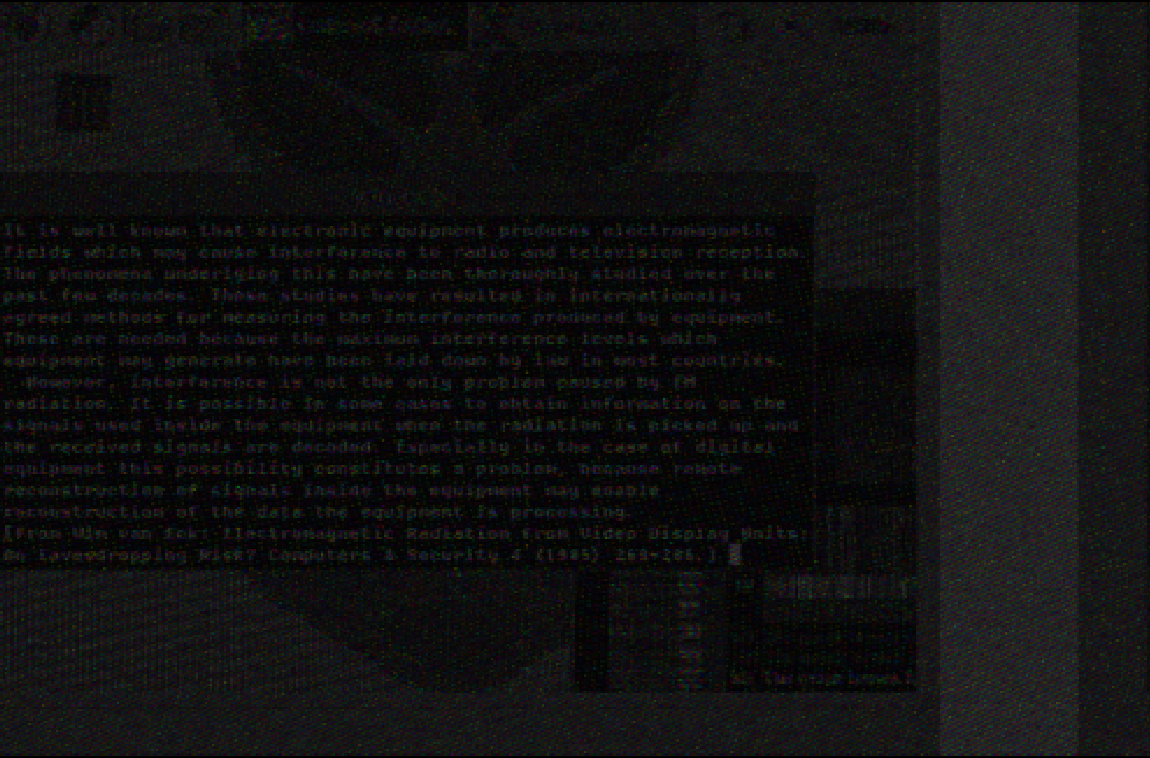 It is well known that electronic equipment produces electromagnetic
fields which may cause interference to radio and television reception.
The phenomena underlying this have been thoroughly studied over the
past few decades. These studies have resulted in internationally
agreed methods for measuring the interference produced by equipment.
These are needed because the maximum interference levels which
equipment may generate have been laid down by law in most countries.
However, interference is not the only problem caused by EM
radiation. It is possible in some cases to obtain information on the
signals used inside the equipment when the radiation is picked up and
the received signals are decoded. Especially in the case of digital
equipment this possibility constitutes a problem, because remote
reconstruction of signals inside the equipment may enable
reconstruction of the data the equipment is processing.
[From Wim van Eck: Electromagnetic Radiation from Video Display Units:
An Eavesdropping Risk? Computers & Security 4 (1985) 269-286.]